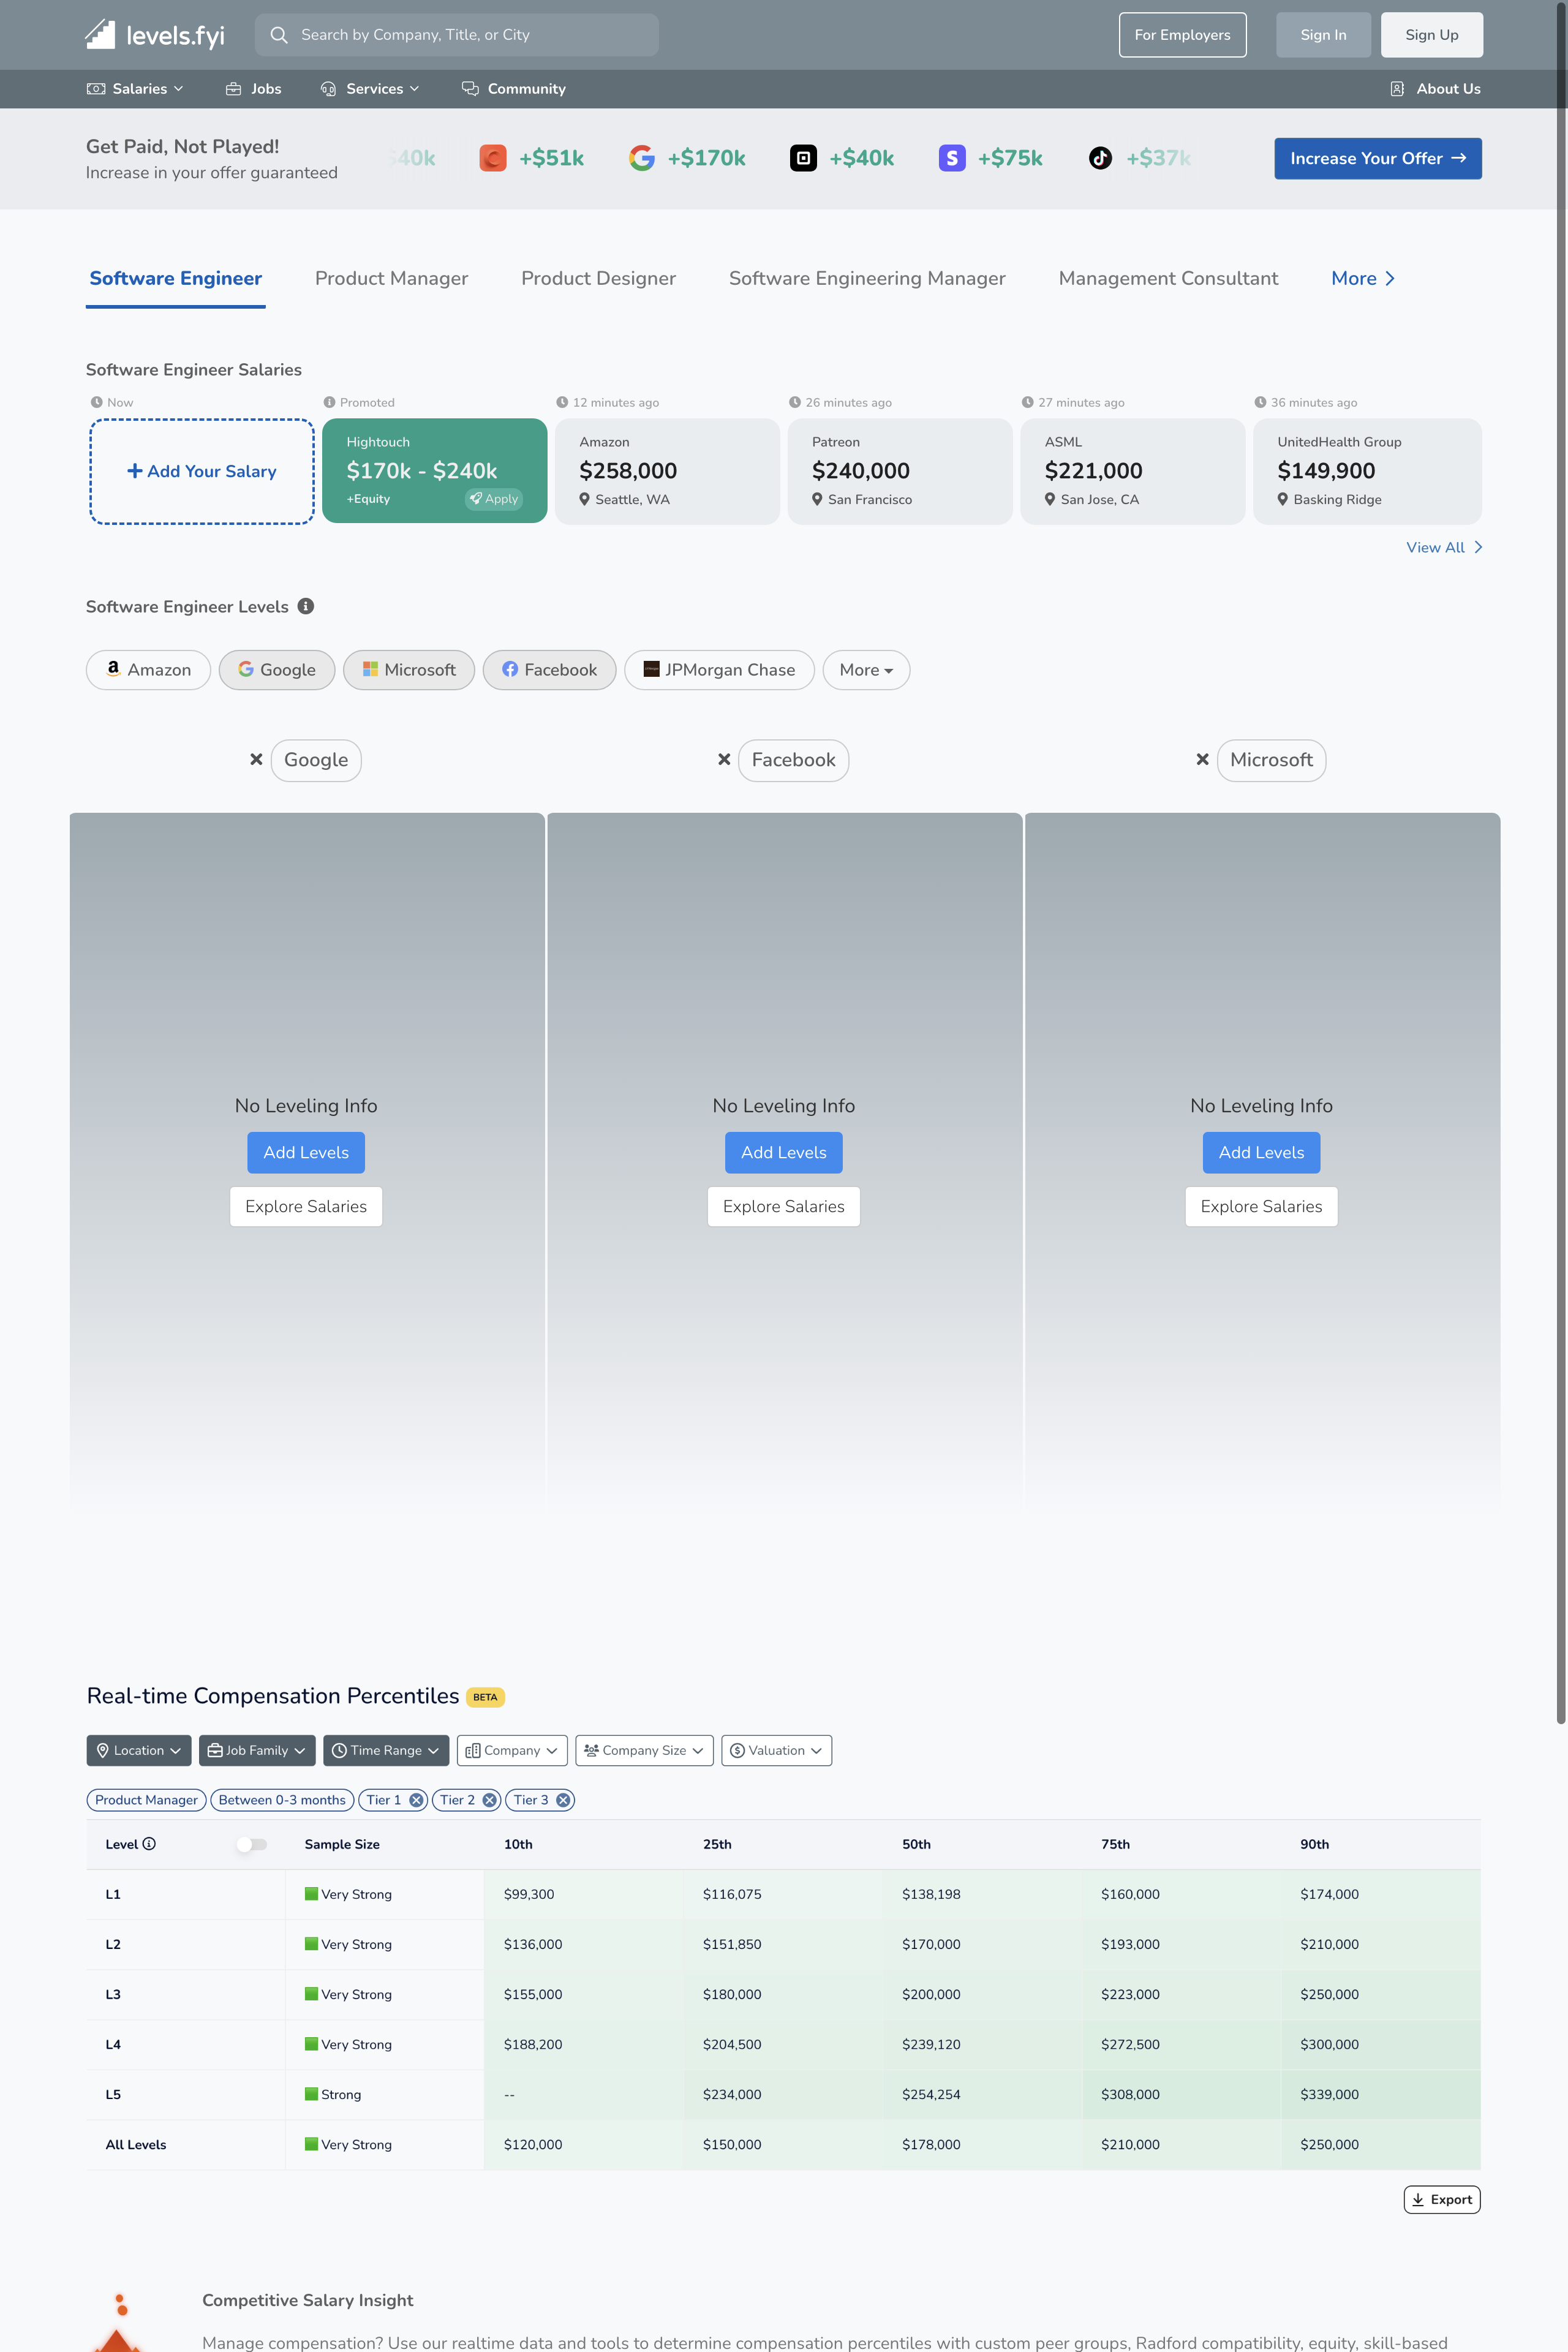 levels.fyi
Search by Company, Title, or City
For Employers
Sign In
Sign Up
Salaries
Jobs
Services
Community
About Us
Get Paid, Not Played!
Increase in your offer guaranteed
$40k
+$51k
+$170k
+$40k
+$75k
+$37k
Increase Your Offer
Software Engineer
Product Manager
Product Designer
Software Engineering Manager
Management Consultant
More
Software Engineer Salaries
Now
Add Your Salary
Promoted
Hightouch
$170k - $240k
+Equity
Apply
12 minutes ago
Amazon
$258,000
Seattle, WA
26 minutes ago
Patreon
$240,000
San Francisco
27 minutes ago
ASML
$221,000
San Jose, CA
36 minutes ago
UnitedHealth Group
$149,900
Basking Ridge
View All
Software Engineer Levels
Amazon
Google
Microsoft
Facebook
JPMorgan Chase
More
Google
Facebook
Microsoft
No Leveling Info
Add Levels
Explore Salaries
No Leveling Info
Add Levels
Explore Salaries
No Leveling Info
Add Levels
Explore Salaries
Real-time Compensation Percentiles BETA
Location
Job Family
Time Range
Company
Company Size
Valuation
Product Manager
Between 0-3 months
Tier 1
Tier 2
Tier 3
Level Sample Size 10th 25th 50th 75th 90th
L1 Very Strong $99,300 $116,075 $138,198 $160,000 $174,000
L2 Very Strong $136,000 $151,850 $170,000 $193,000 $210,000
L3 Very Strong $155,000 $180,000 $200,000 $223,000 $250,000
L4 Very Strong $188,200 $204,500 $239,120 $272,500 $300,000
L5 Strong -- $234,000 $254,254 $308,000 $339,000
All Levels Very Strong $120,000 $150,000 $178,000 $210,000 $250,000
Export
Competitive Salary Insight
Manage compensation? Use our realtime data and tools to determine compensation percentiles with custom peer groups, Radford compatibility, equity, skill-based